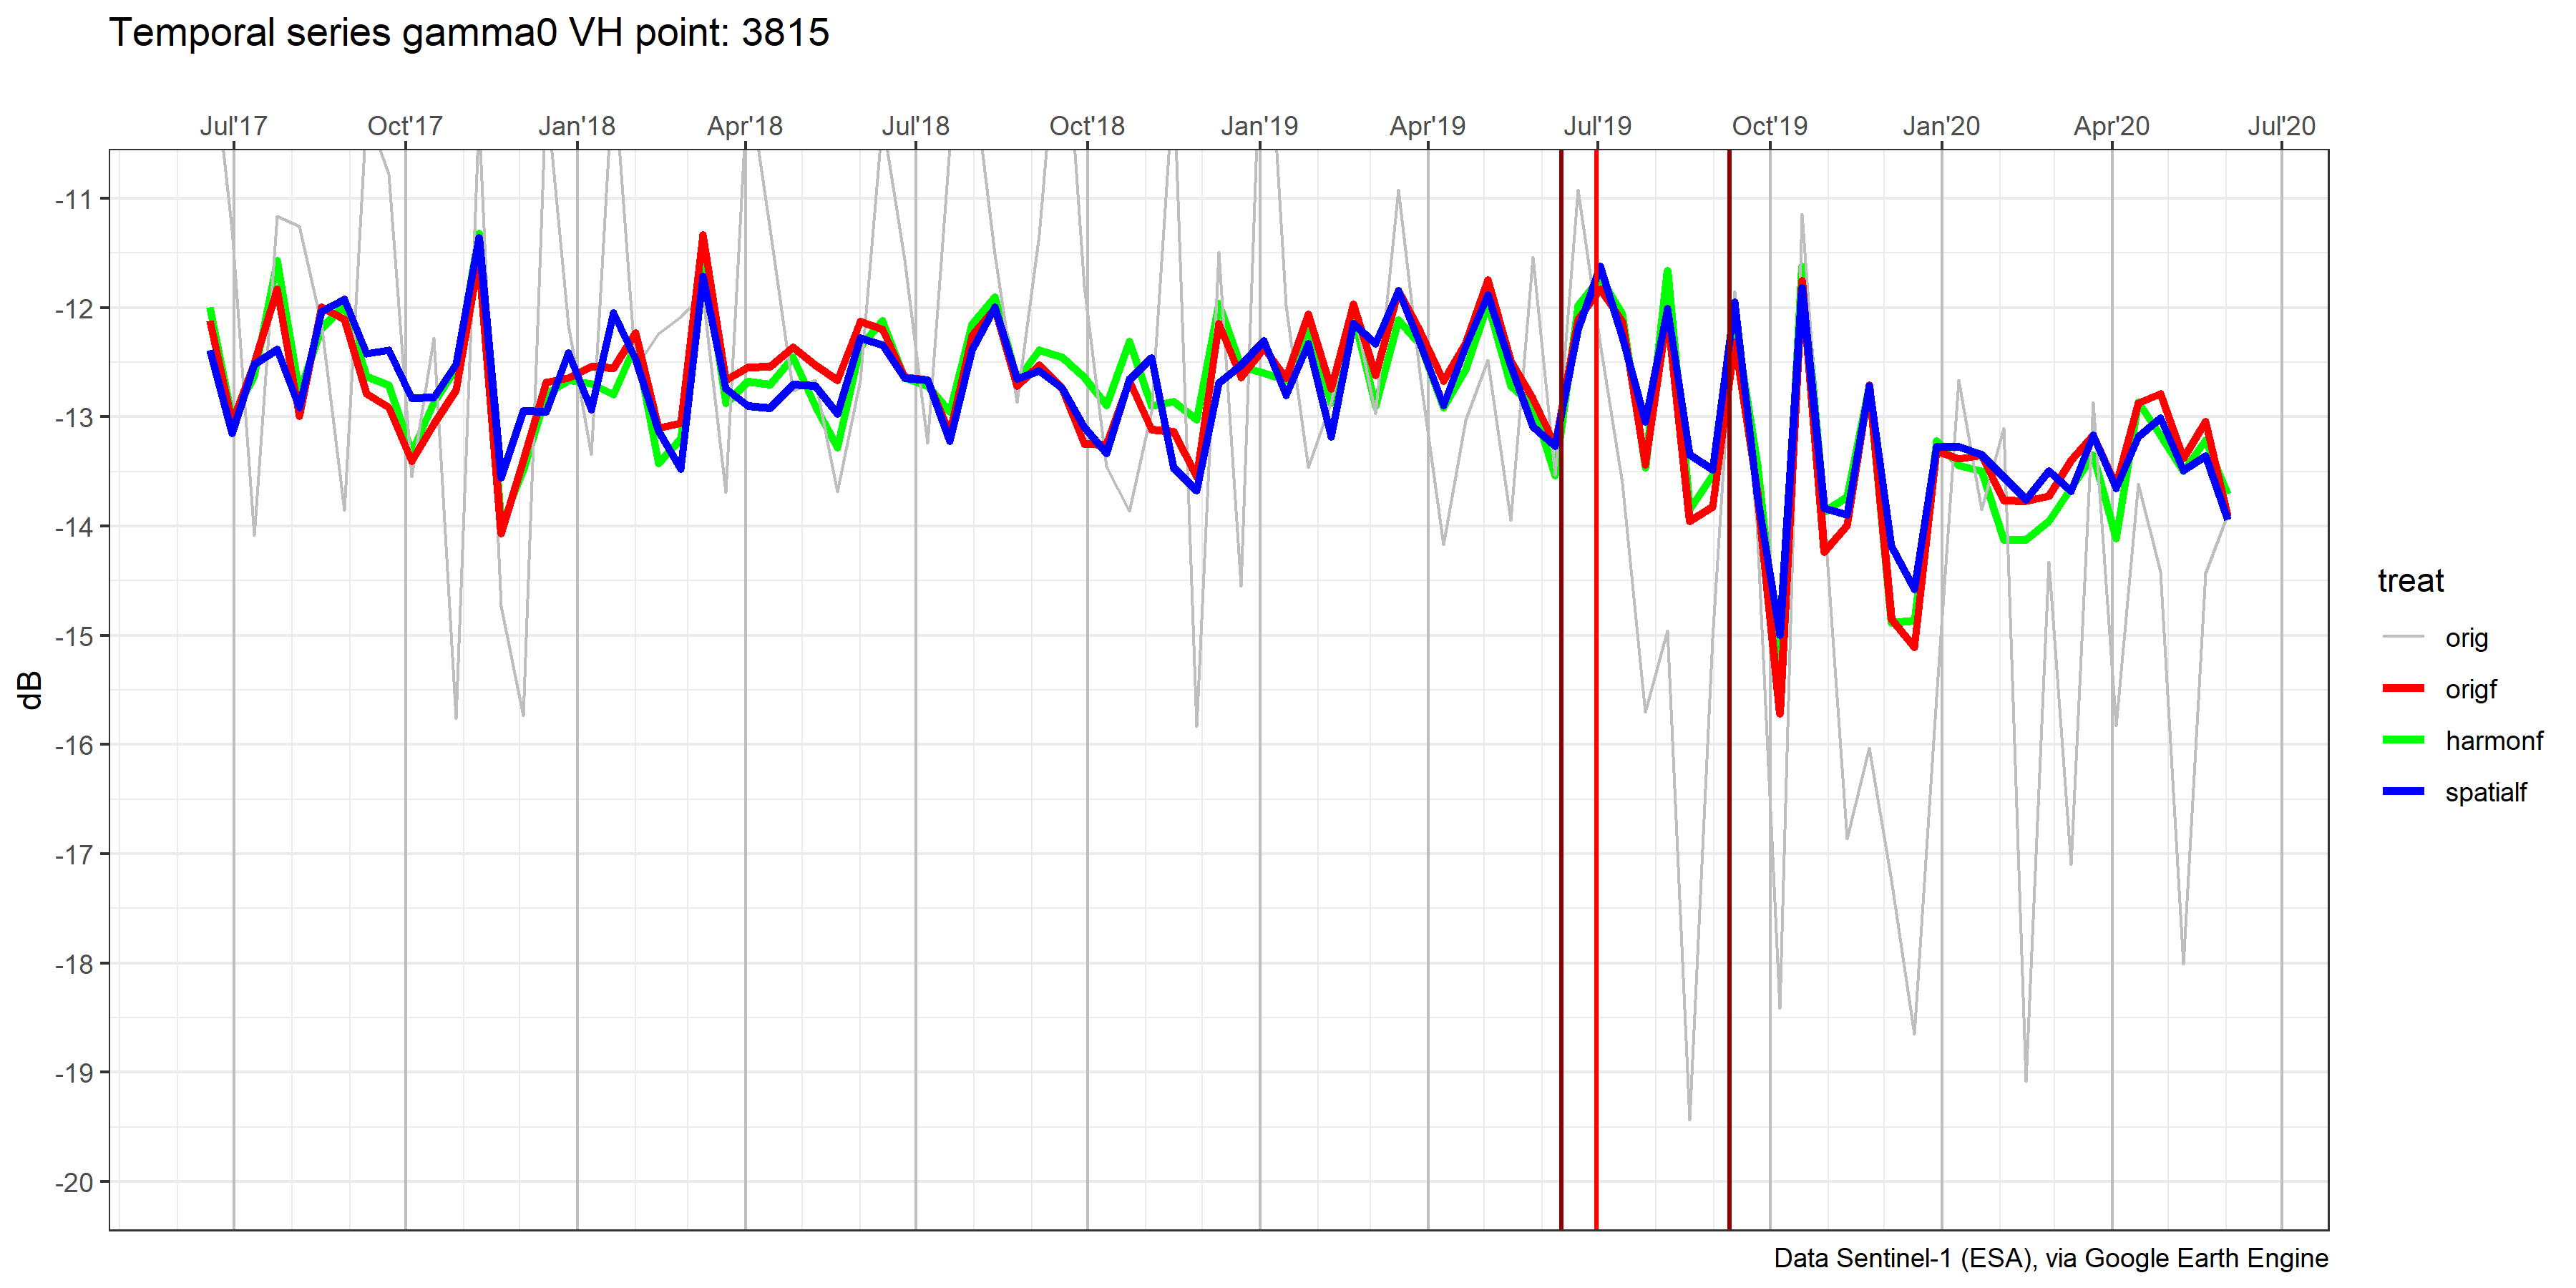 Temporal series gamma0 VH point: 3815
Jul'17 Oct'17 Jan'18 Apr'18 Jul'18 Oct'18 Jan'19 Apr'19 Jul'19 Oct'19 Jan'20 Apr'20 Jul'20
-11
-12
-13
-14
-15
-16
-17
-18
-19
-20
dB
treat
orig
origf
harmonf
spatialf
Data Sentinel-1 (ESA), via Google Earth Engine